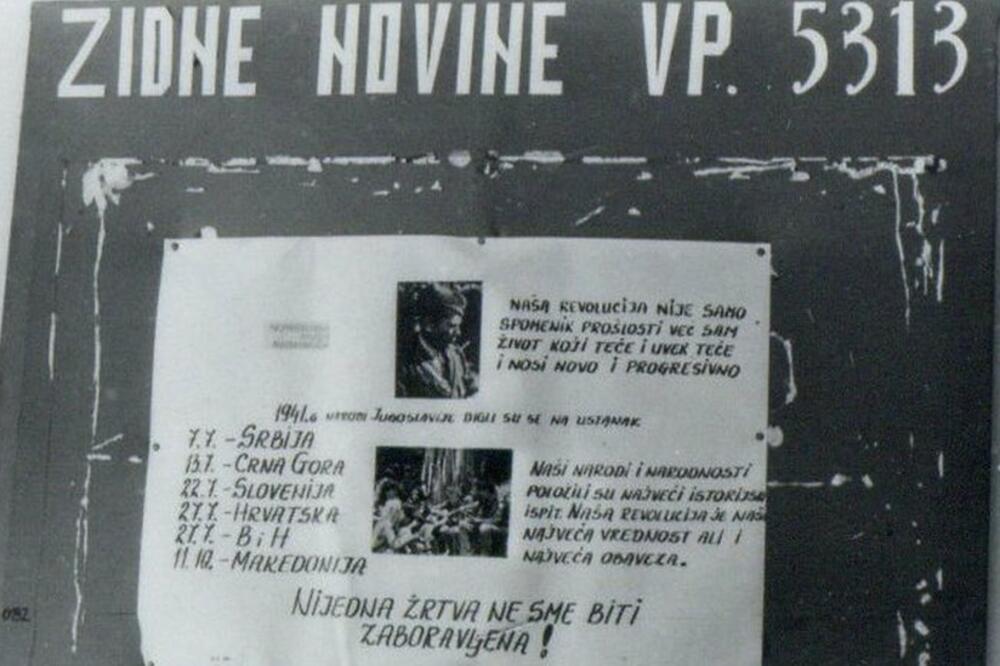 ZIDNE NOVINE VP. 5313
NAŠA REVOLUCIJA NIJE SAMO
SPOMENIK PROŠLOSTI VEĆ SAM
ŽIVOT KOJI TEČE I UVEK TEČE
I NOSI NOVO I PROGRESIVNO
1941.G NARODI JUGOSLAVIJE DIGLI SU SE NA USTANAK
7.7. - SRBIJA
13.7. - CRNA GORA
22.7. - SLOVENIJA
27.7. - HRVATSKA
27.7. - BiH
11.10. - MAKEDONIJA
NAŠI NARODI I NARODNOSTI
POLOŽILI SU NAJVEĆI ISTORIJSKI
ISPIT. NAŠA REVOLUCIJA JE NAŠA
NAJVEĆA VREDNOST ALI I
NAJVEĆA OBAVEZA.
NIJEDNA ŽRTVA NE SME BITI
ZABORAVLJENA!
082